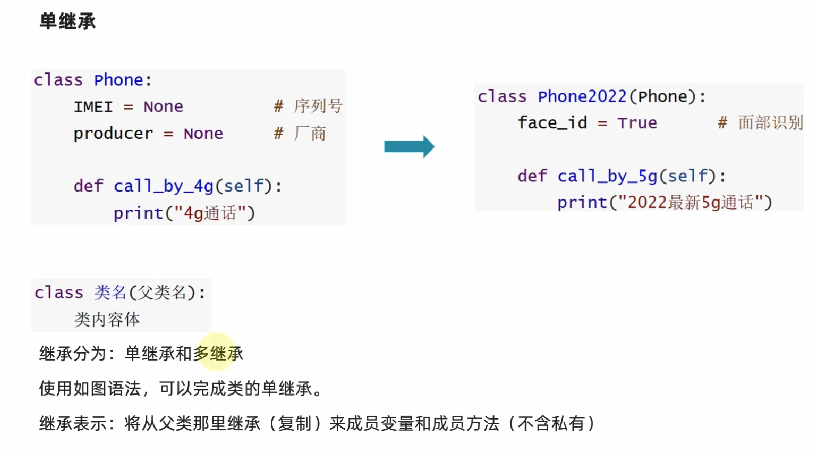 单继承
class Phone:
    IMEI = None         # 序列号
    producer = None     # 厂商
    def call_by_4g(self):
        print("4g通话")
class Phone2022(Phone):
    face_id = True      # 面部识别
    def call_by_5g(self):
        print("2022最新5g通话")
class 类名(父类名):
    类内容体
继承分为：单继承和多继承
使用如图语法，可以完成类的单继承。
继承表示：将从父类那里继承（复制）来成员变量和成员方法（不含私有）